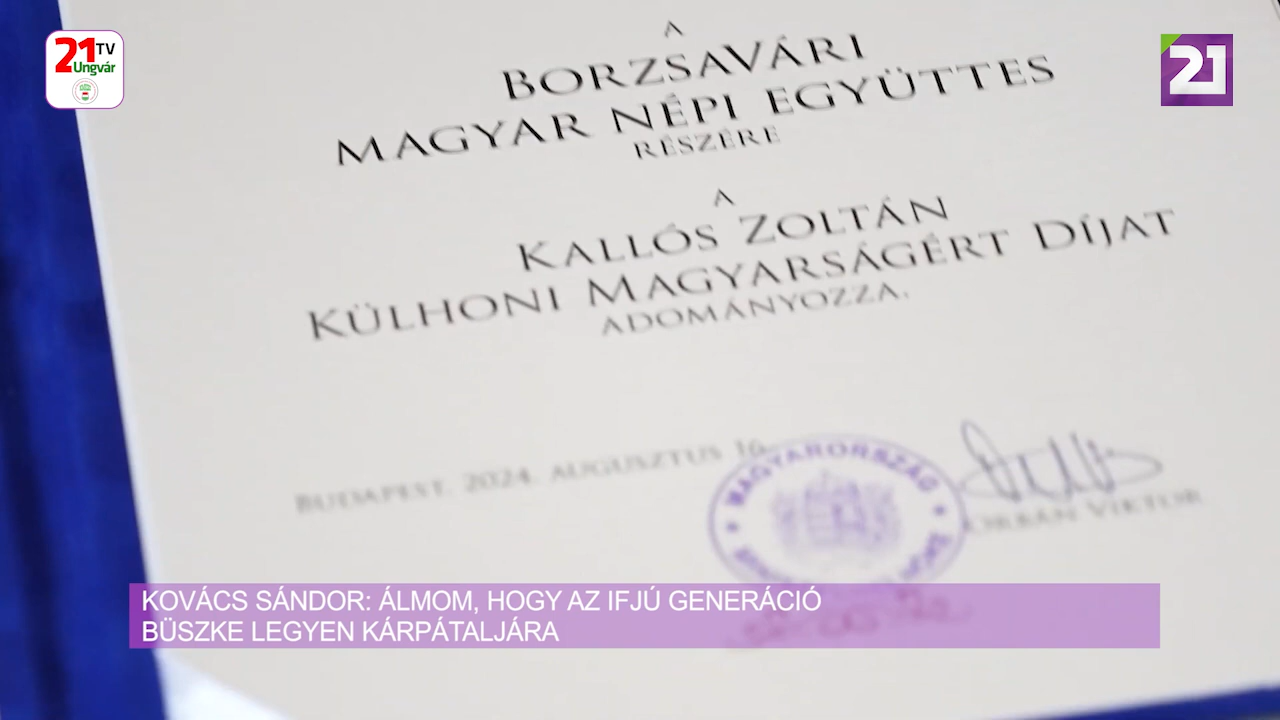 21 TV
Ungvár
21
A
BORZSAVÁRI
MAGYAR NÉPI EGYÜTTES
RÉSZÉRE
A
KALLÓS ZOLTÁN
KÜLHONI MAGYARSÁGÉRT DÍJAT
ADOMÁNYOZZA.
BUDAPEST, 2024. AUGUSZTUS 16.
MAGYARORSZÁG
ORBÁN VIKTOR
KOVÁCS SÁNDOR: ÁLMOM, HOGY AZ IFJÚ GENERÁCIÓ
BÜSZKE LEGYEN KÁRPÁTALJÁRA